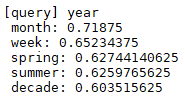 [query] year
month: 0.71875
week: 0.65234375
spring: 0.62744140625
summer: 0.6259765625
decade: 0.603515625